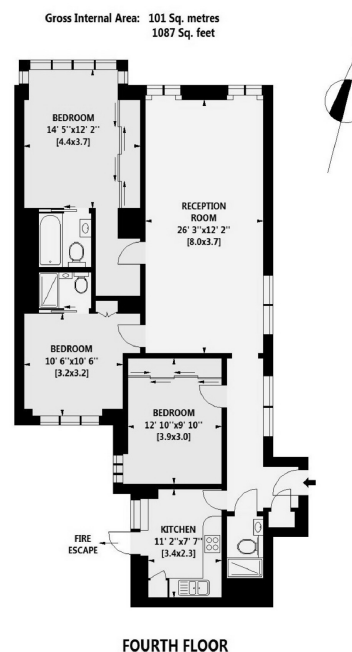 Gross Internal Area: 101 Sq. metres
1087 Sq. feet
BEDROOM
14' 5''x12' 2''
[4.4x3.7]
RECEPTION
ROOM
26' 3''x12' 2''
[8.0x3.7]
BEDROOM
10' 6''x10' 6''
[3.2x3.2]
BEDROOM
12' 10''x9' 10''
[3.9x3.0]
KITCHEN
11' 2''x7' 7''
[3.4x2.3]
FIRE
ESCAPE
FOURTH FLOOR